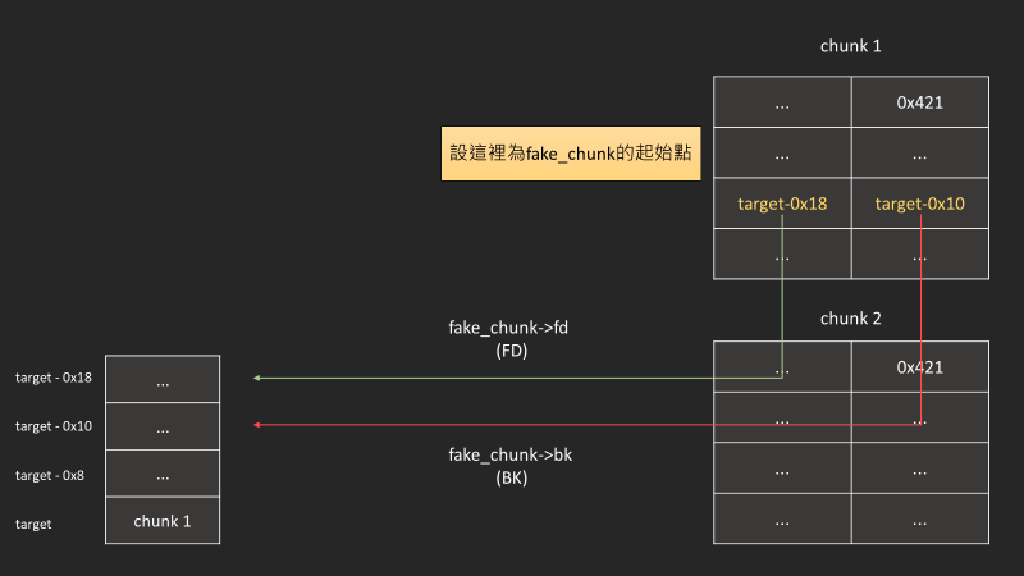 chunk 1
... 0x421
設這裡為fake_chunk的起始點
... ...
target-0x18 target-0x10
... ...
chunk 2
fake_chunk->fd
(FD)
... 0x421
target - 0x18 ...
... ...
target - 0x10 ...
fake_chunk->bk
(BK)
... ...
target - 0x8 ...
... ...
target chunk 1